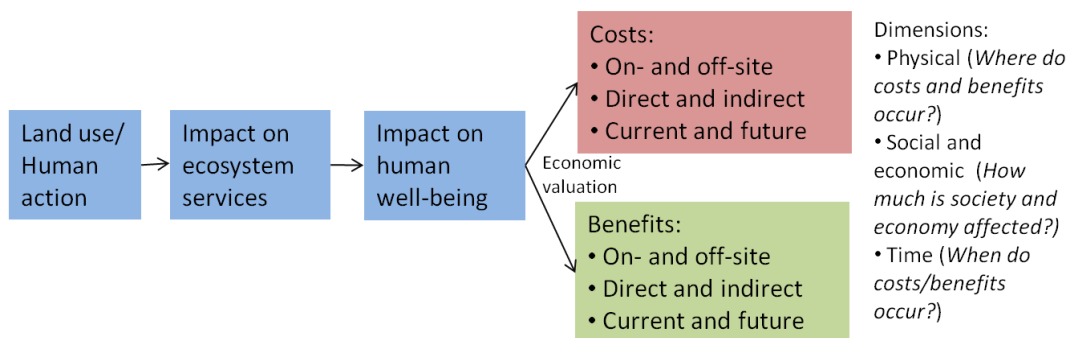 Land use/
Human
action
Impact on
ecosystem
services
Impact on
human
well-being
Economic
valuation
Costs:
• On- and off-site
• Direct and indirect
• Current and future
Benefits:
• On- and off-site
• Direct and indirect
• Current and future
Dimensions:
• Physical (Where do
costs and benefits
occur?)
• Social and
economic (How
much is society and
economy affected?)
• Time (When do
costs/benefits
occur?)